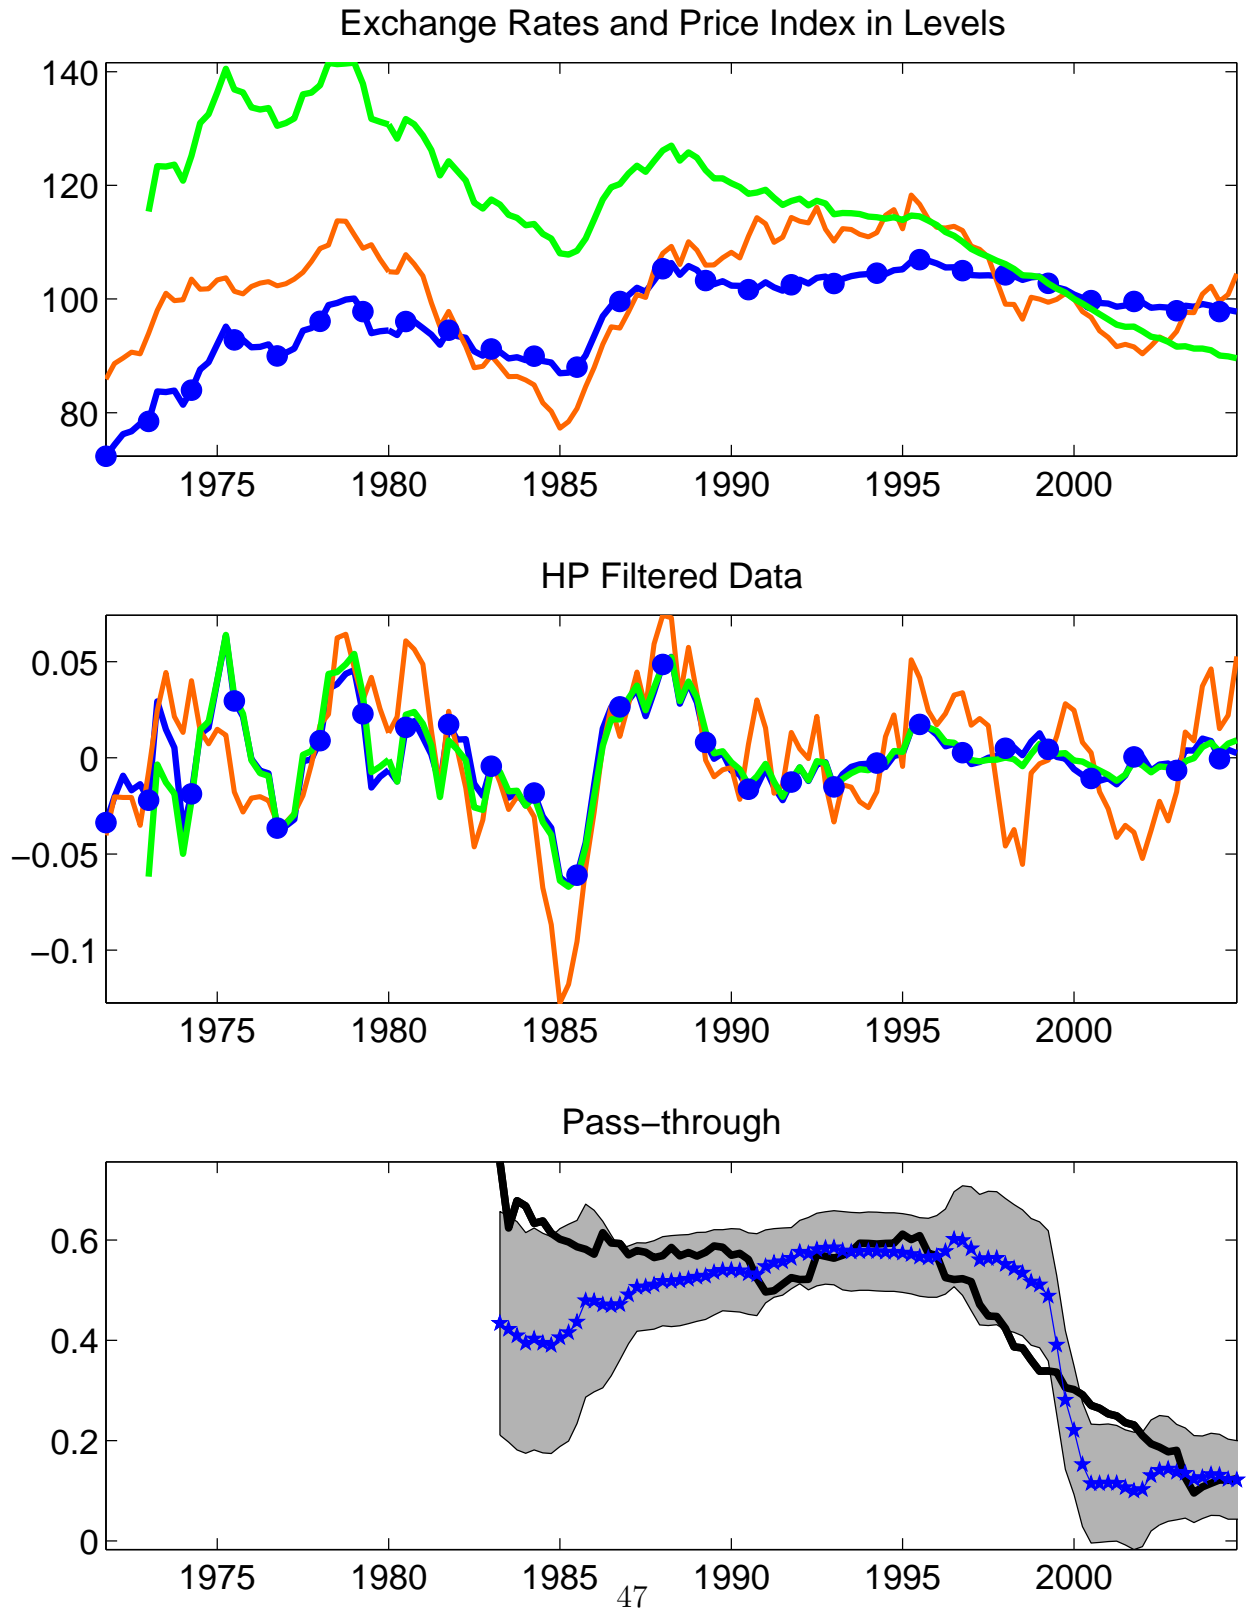 Exchange Rates and Price Index in Levels
140
120
100
80
1975 1980 1985 1990 1995 2000
HP Filtered Data
0.05
0
−0.05
−0.1
1975 1980 1985 1990 1995 2000
Pass−through
0.6
0.4
0.2
0
1975 1980 1985 1990 1995 2000
47